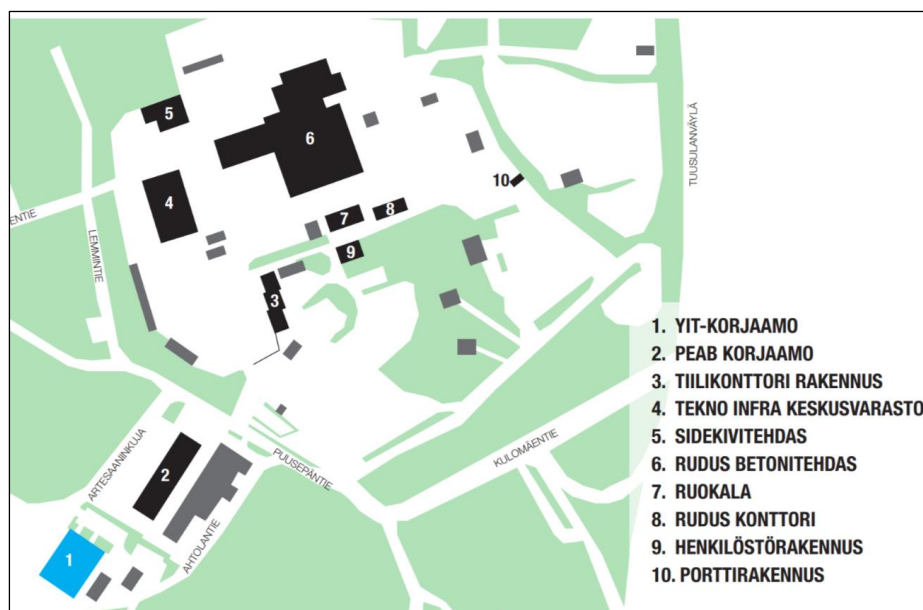 5
6
TUUSULANVÄYLÄ
10
4
ENTIE
LEMMINTIE
7
8
9
3
1. YIT-KORJAAMO
2. PEAB KORJAAMO
3. TIILIKONTTORI RAKENNUS
4. TEKNO INFRA KESKUSVARASTO
5. SIDEKIVITEHDAS
6. RUDUS BETONITEHDAS
7. RUOKALA
8. RUDUS KONTTORI
9. HENKILÖSTÖRAKENNUS
10. PORTTIRAKENNUS
ARTESAANINKUJA
PUUSEPÄNTIE
KULOMÄENTIE
2
AHTOLANTIE
1